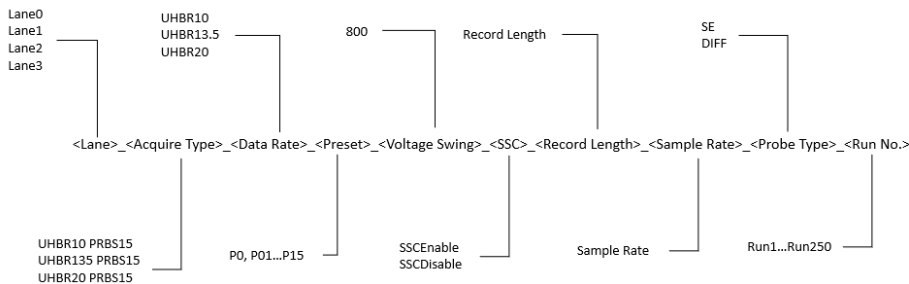 Lane0
Lane1
Lane2
Lane3
UHBR10
UHBR13.5
UHBR20
800
Record Length
SE
DIFF
<Lane>_<Acquire Type>_<Data Rate>_<Preset>_<Voltage Swing>_<SSC>_<Record Length>_<Sample Rate>_<Probe Type>_<Run No.>
UHBR10 PRBS15
UHBR135 PRBS15
UHBR20 PRBS15
P0, P01...P15
SSCEnable
SSCDisable
Sample Rate
Run1...Run250